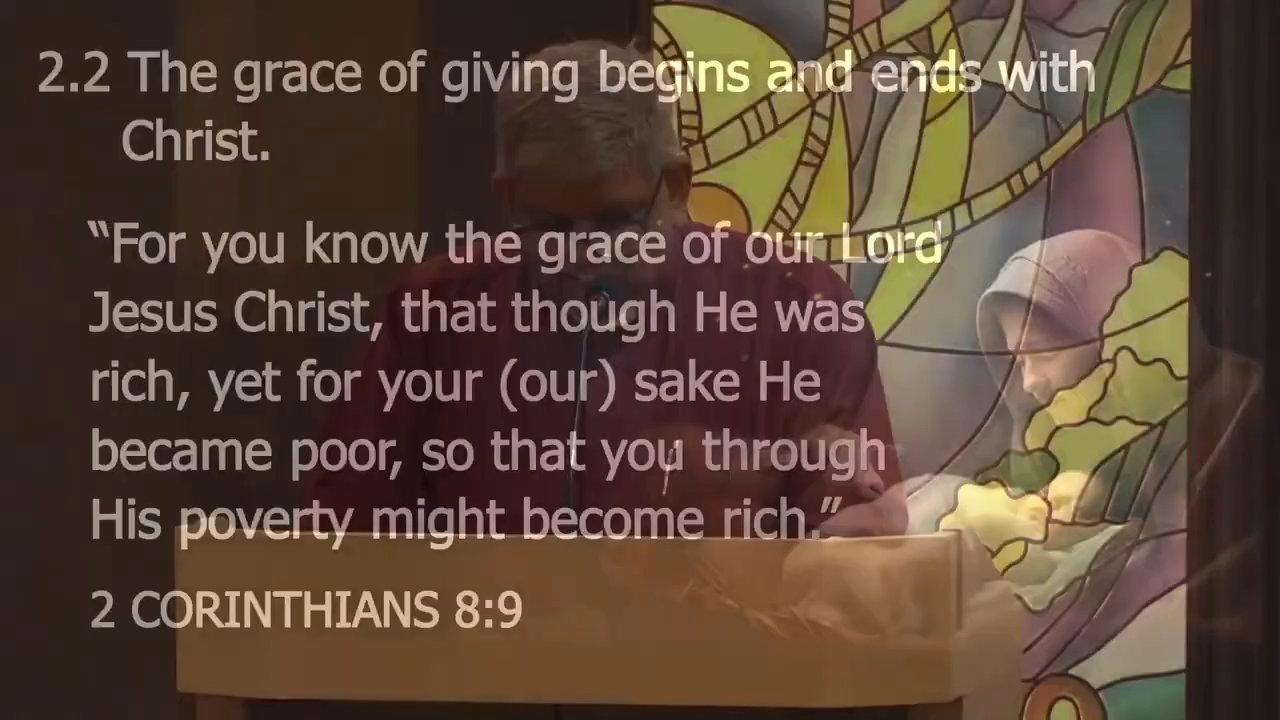 2.2 The grace of giving begins and ends with
Christ.
“For you know the grace of our Lord
Jesus Christ, that though He was
rich, yet for your (our) sake He
became poor, so that you through
His poverty might become rich.”
2 CORINTHIANS 8:9